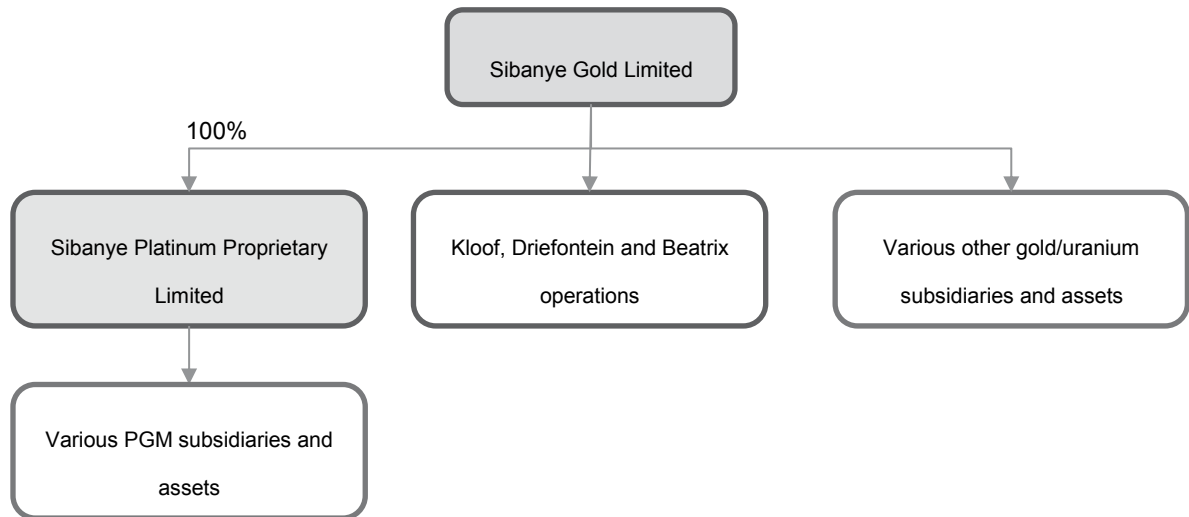 Sibanye Gold Limited
100%
Sibanye Platinum Proprietary
Limited
Kloof, Driefontein and Beatrix
operations
Various other gold/uranium
subsidiaries and assets
Various PGM subsidiaries and
assets